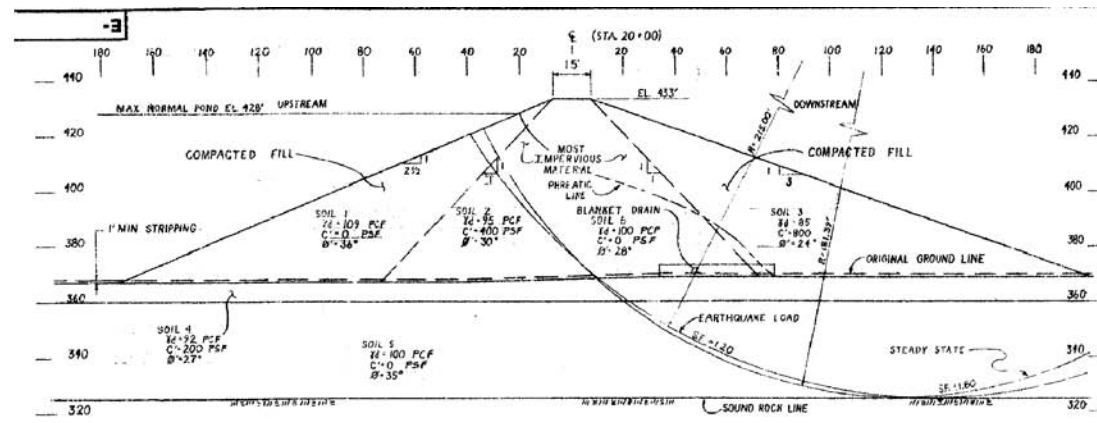 E-
℄ (STA. 20+00)
180 160 140 120 100 80 60 40 20 20 40 60 80 100 120 140 160 180
15'
440 440
EL 433'
MAX NORMAL POND EL 428' UPSTREAM
DOWNSTREAM
R=215.00'
420 420
MOST
IMPERVIOUS
MATERIAL
COMPACTED FILL
COMPACTED FILL
1
2½
1
1
1
1
1
3
PHREATIC
LINE
400 400
BLANKET DRAIN
SOIL 1
γd=109 PCF
C'=0 PSF
Ø'=36°
SOIL 2
γd=95 PCF
C'=400 PSF
Ø'=30°
SOIL 6
γd=100 PCF
C'=0 PSF
Ø'=28°
SOIL 3
γd=85
C'=800
Ø'=24°
1' MIN STRIPPING
380 380
ORIGINAL GROUND LINE
360 360
EARTHQUAKE LOAD
S.F.=1.20
SOIL 4
γd=92 PCF
C'=200 PSF
Ø'=27°
SOIL 5
γd=100 PCF
C'=0 PSF
Ø=35°
340 340
STEADY STATE
320 320
SOUND ROCK LINE